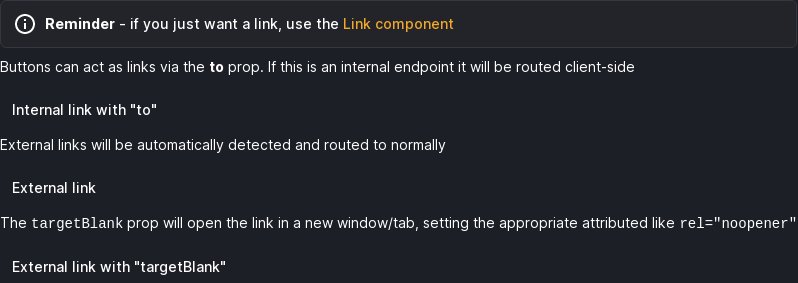 Reminder - if you just want a link, use the Link component
Buttons can act as links via the to prop. If this is an internal endpoint it will be routed client-side
Internal link with "to"
External links will be automatically detected and routed to normally
External link
The targetBlank prop will open the link in a new window/tab, setting the appropriate attributed like rel="noopener"
External link with "targetBlank"